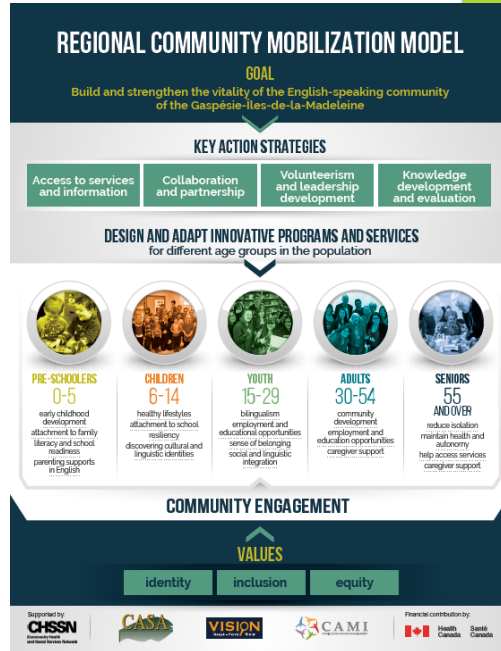 REGIONAL COMMUNITY MOBILIZATION MODEL
GOAL
Build and strengthen the vitality of the English-speaking community
of the Gaspésie-Îles-de-la-Madeleine
KEY ACTION STRATEGIES
Access to services
and information
Collaboration
and partnership
Volunteerism
and leadership
development
Knowledge
development
and evaluation
DESIGN AND ADAPT INNOVATIVE PROGRAMS AND SERVICES
for different age groups in the population
PRE-SCHOOLERS
0-5
early childhood
development
attachment to family
literacy and school
readiness
parenting supports
in English
CHILDREN
6-14
healthy lifestyles
attachment to school
resiliency
discovering cultural and
linguistic identities
YOUTH
15-29
bilingualism
employment and
educational opportunities
sense of belonging
social and linguistic
integration
ADULTS
30-54
community
development
employment and
education opportunities
caregiver support
SENIORS
55
AND OVER
reduce isolation
maintain health and
autonomy
help access services
caregiver support
COMMUNITY ENGAGEMENT
VALUES
identity
inclusion
equity
Supported by:
CHSSN
Community Health
and Social Services Network
CASA
VISION
CAMI
Financial contribution by:
Health
Canada
Santé
Canada